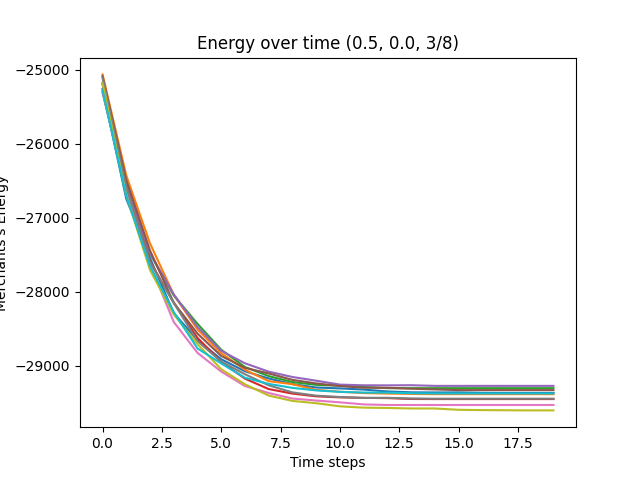 Energy over time (0.5, 0.0, 3/8)
−25000
−26000
−27000
−28000
−29000
Merchants's Energy
0.0 2.5 5.0 7.5 10.0 12.5 15.0 17.5
Time steps